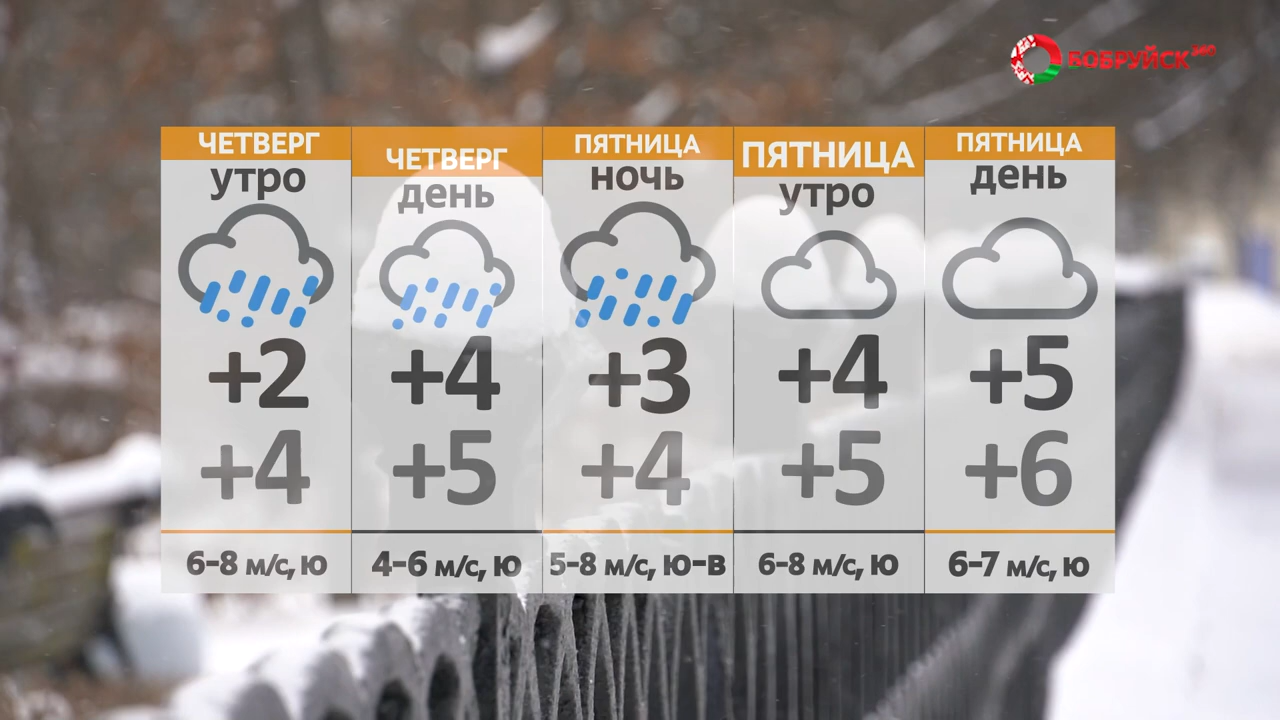 БОБРУЙСК 360
ЧЕТВЕРГ
утро
+2
+4
6-8 м/с, ю
ЧЕТВЕРГ
день
+4
+5
4-6 м/с, ю
ПЯТНИЦА
ночь
+3
+4
5-8 м/с, ю-в
ПЯТНИЦА
утро
+4
+5
6-8 м/с, ю
ПЯТНИЦА
день
+5
+6
6-7 м/с, ю